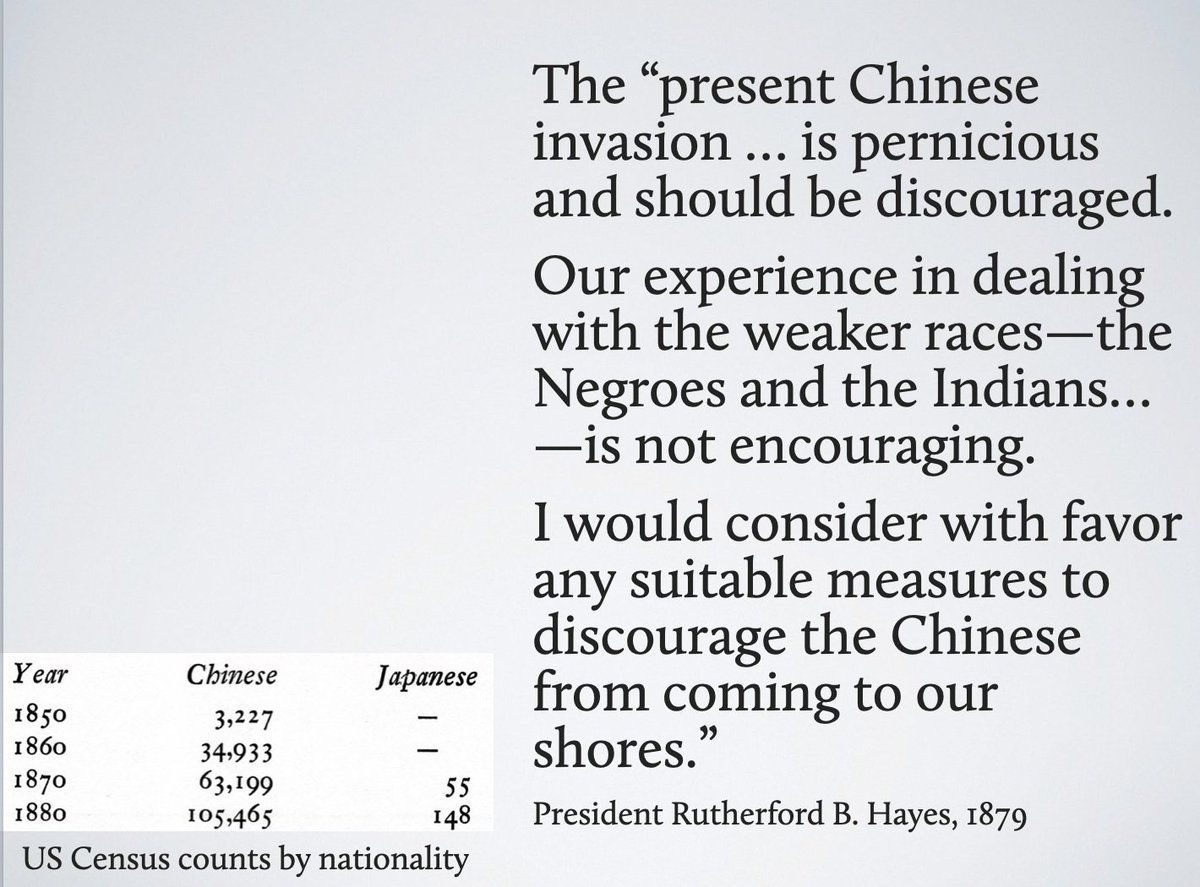 The “present Chinese
invasion ... is pernicious
and should be discouraged.
Our experience in dealing
with the weaker races—the
Negroes and the Indians...
—is not encouraging.
I would consider with favor
any suitable measures to
discourage the Chinese
from coming to our
shores.”
President Rutherford B. Hayes, 1879
Year Chinese Japanese
1850 3,227 —
1860 34,933 —
1870 63,199 55
1880 105,465 148
US Census counts by nationality